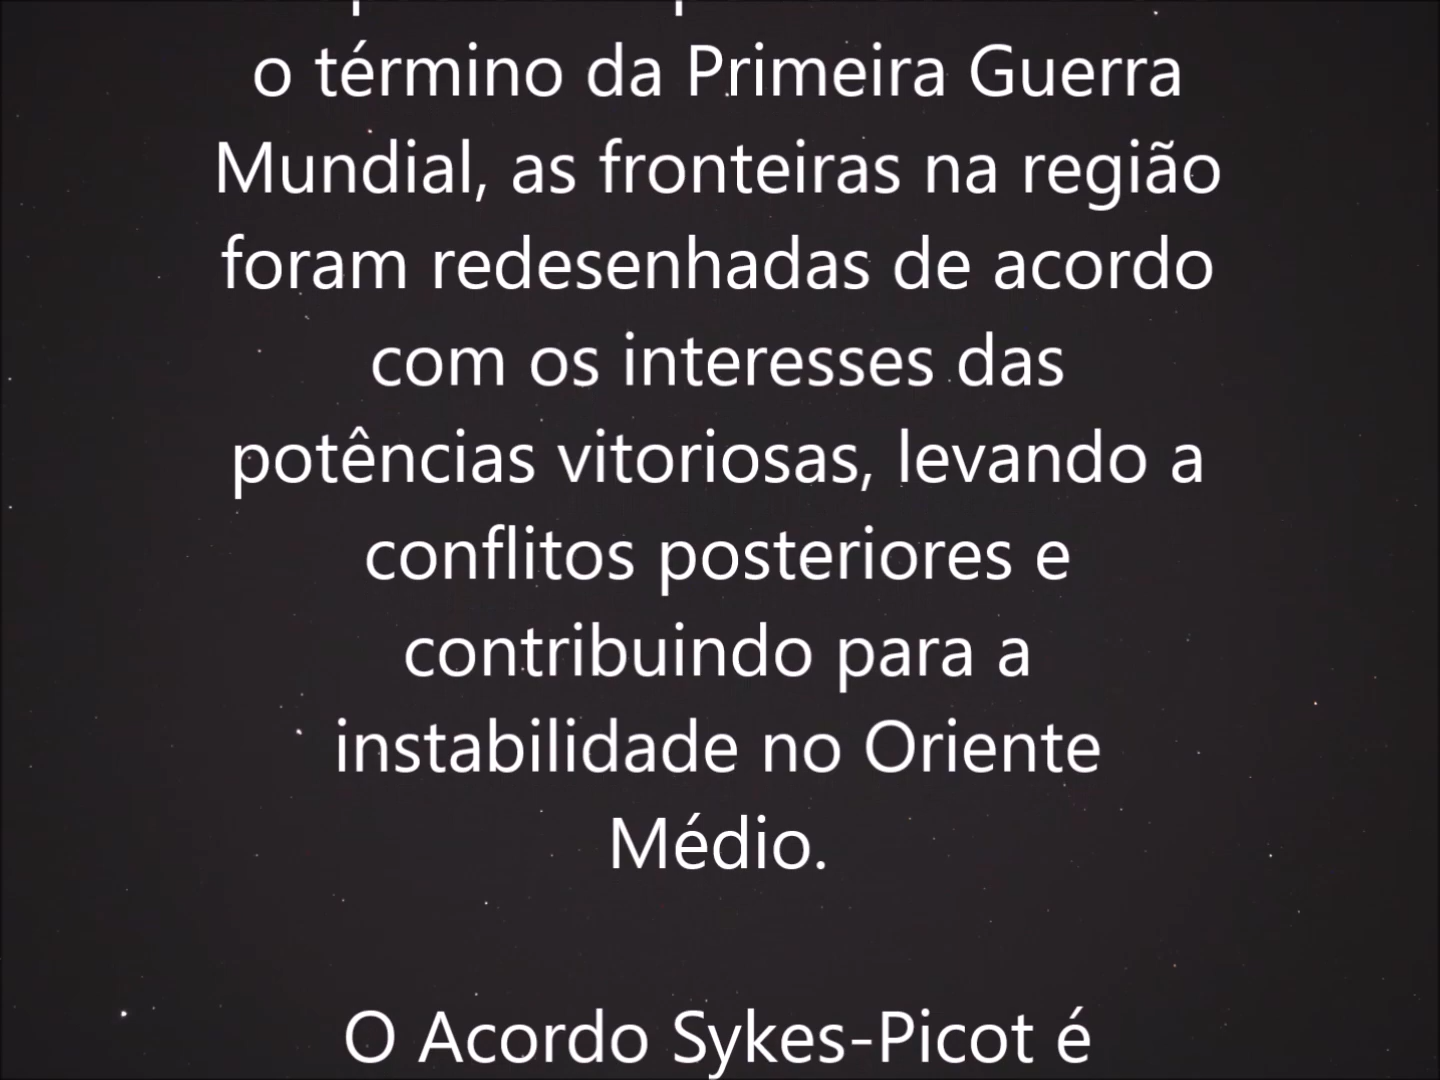 o término da Primeira Guerra
Mundial, as fronteiras na região
foram redesenhadas de acordo
com os interesses das
potências vitoriosas, levando a
conflitos posteriores e
contribuindo para a
instabilidade no Oriente
Médio.
O Acordo Sykes-Picot é